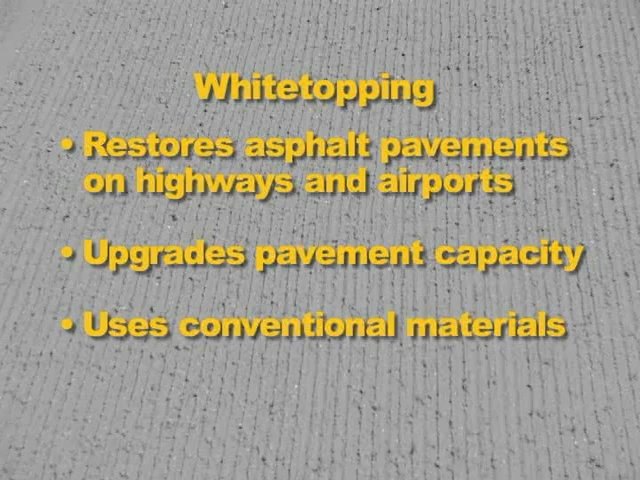 Whitetopping
• Restores asphalt pavements
on highways and airports
• Upgrades pavement capacity
• Uses conventional materials